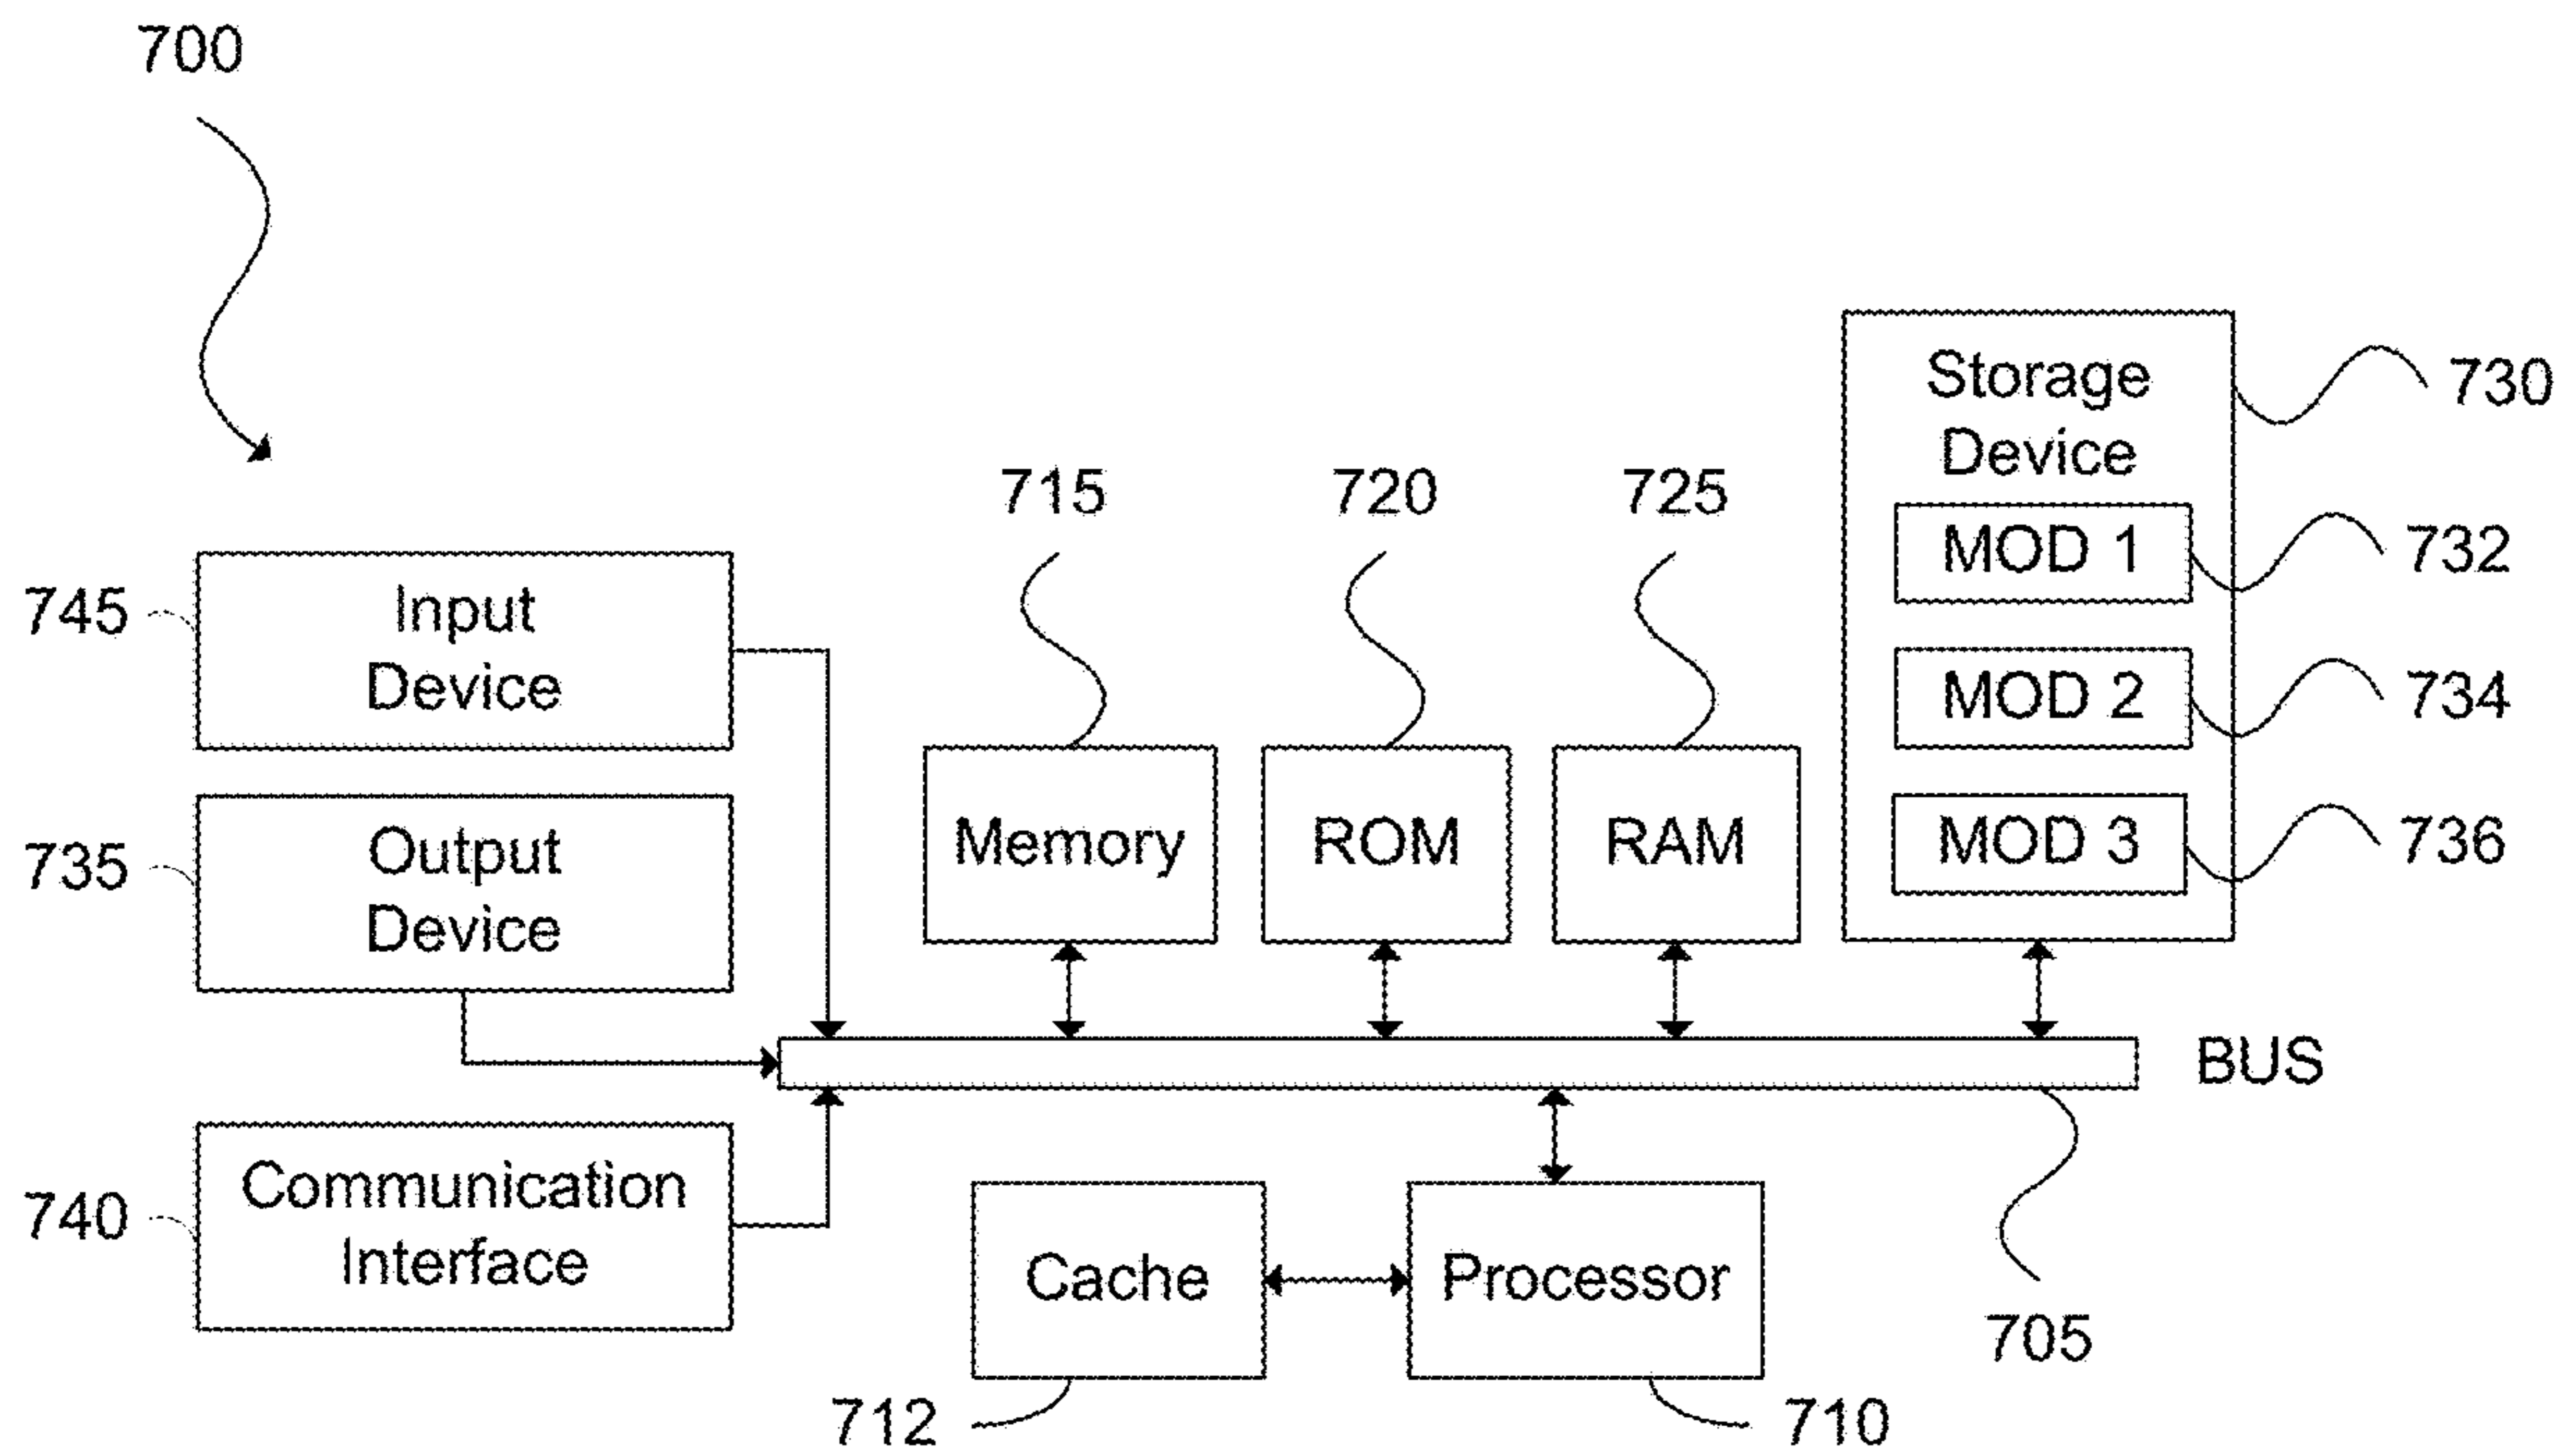 700
Storage
Device
730
715
720
725
MOD 1
732
745
Input
Device
MOD 2
734
735
Output
Device
Memory
ROM
RAM
MOD 3
736
BUS
740
Communication
Interface
Cache
Processor
705
712
710